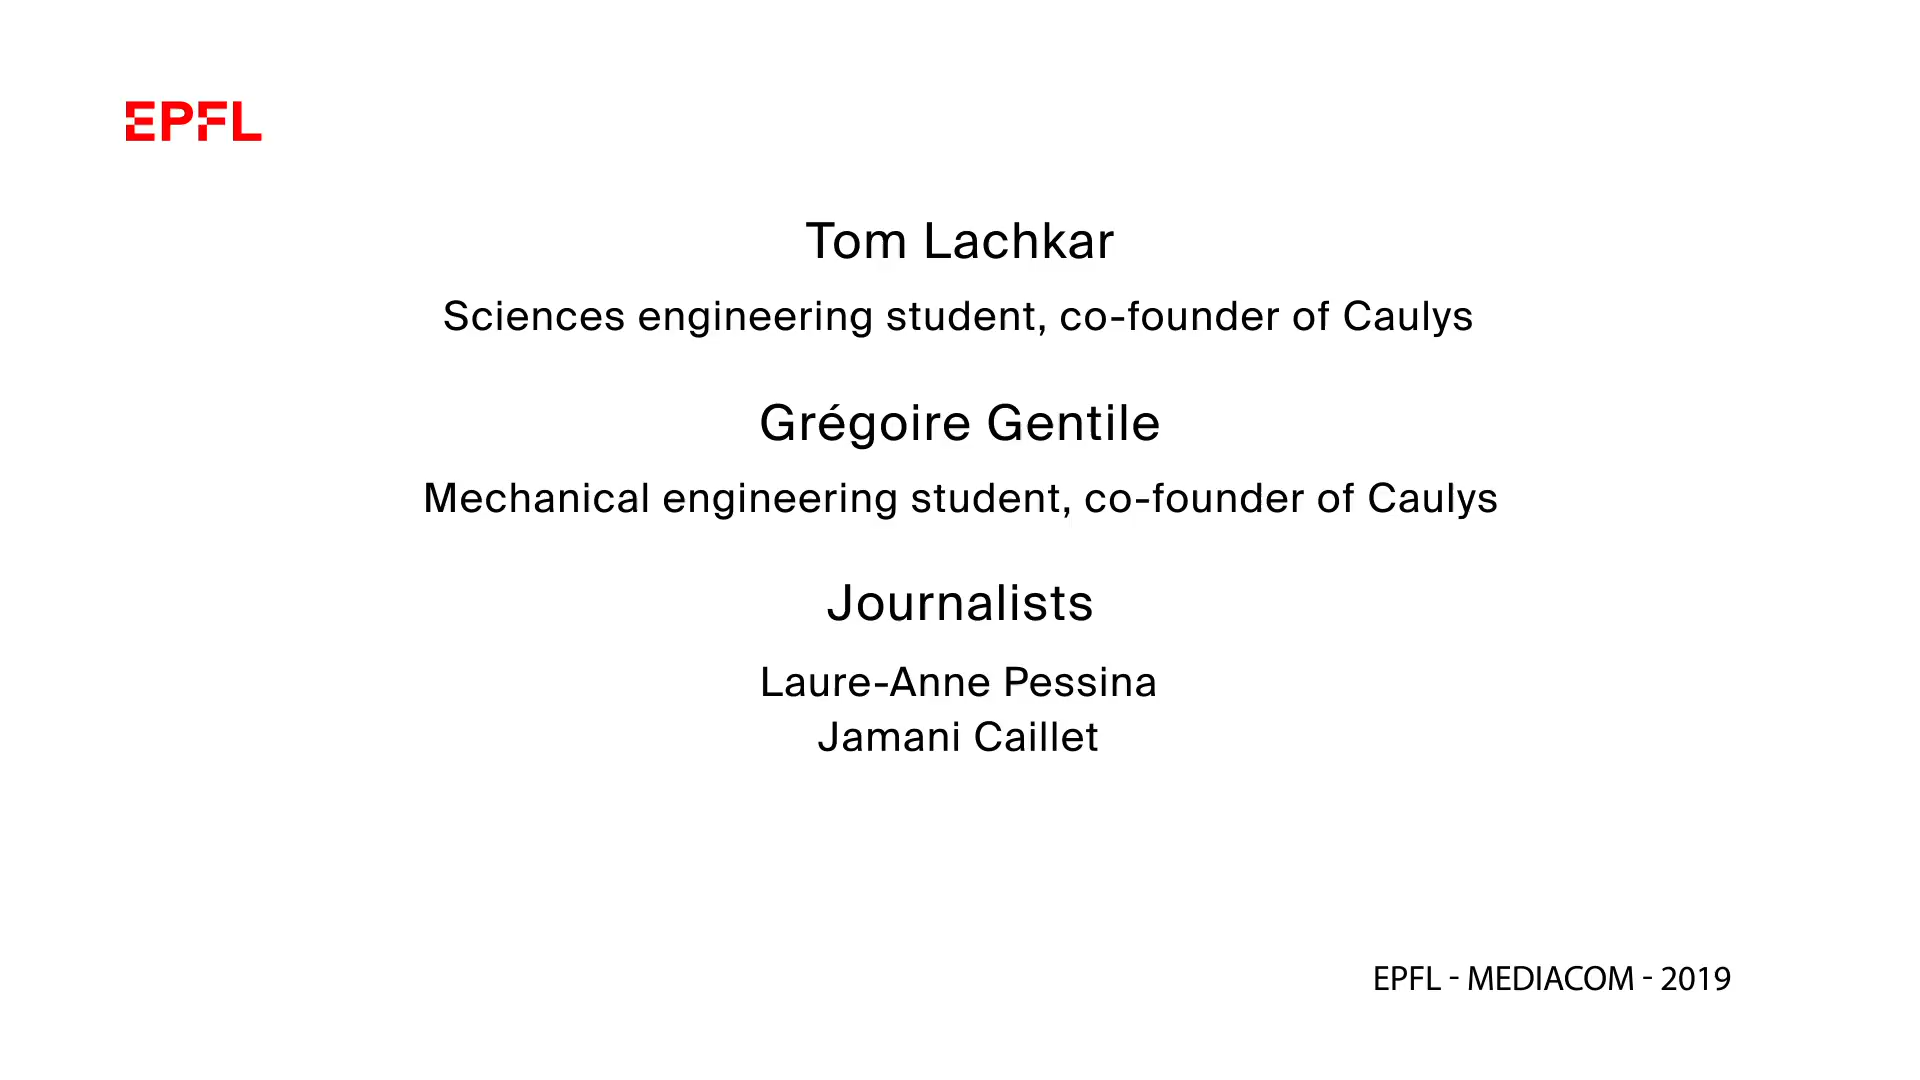 EPFL
Tom Lachkar
Sciences engineering student, co-founder of Caulys
Grégoire Gentile
Mechanical engineering student, co-founder of Caulys
Journalists
Laure-Anne Pessina
Jamani Caillet
EPFL - MEDIACOM - 2019